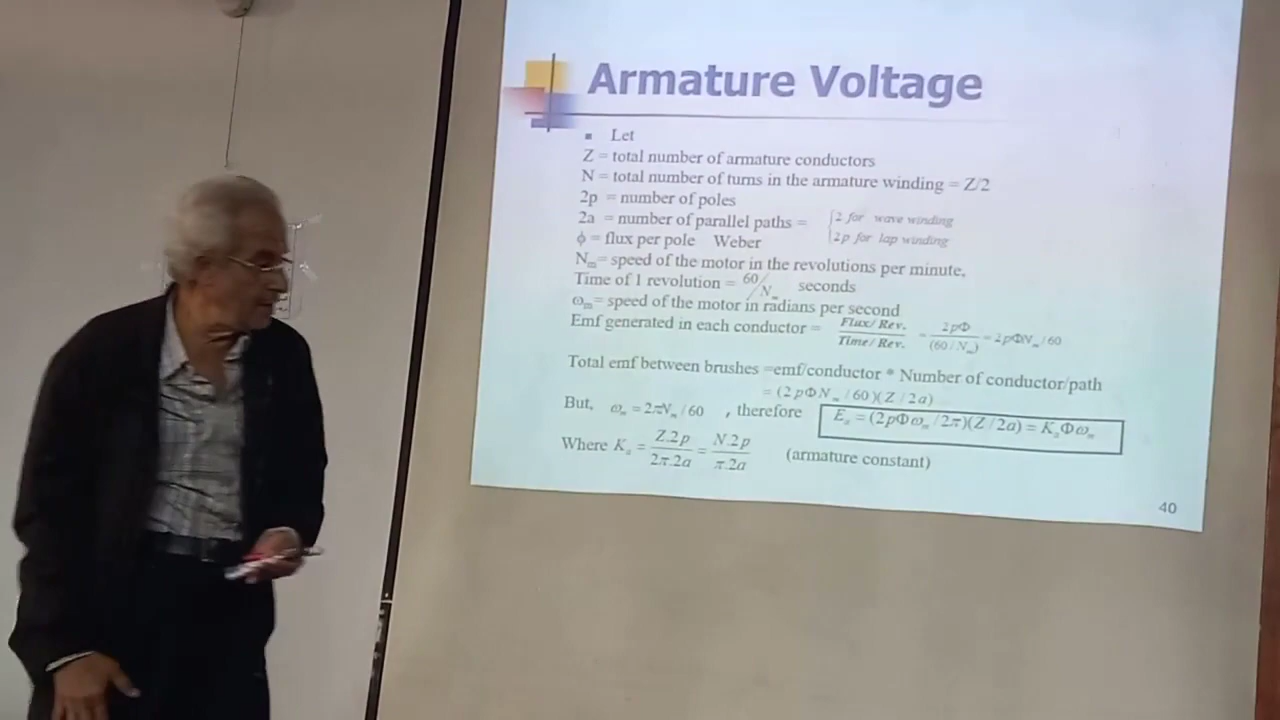 Armature Voltage
▪ Let
Z = total number of armature conductors
N = total number of turns in the armature winding = Z/2
2p = number of poles
2a = number of parallel paths = {2 for wave winding
{2p for lap winding
ϕ = flux per pole Weber
Nm = speed of the motor in the revolutions per minute,
Time of 1 revolution = 60/Nm seconds
ωm = speed of the motor in radians per second
Emf generated in each conductor = Flux/Rev. / Time/Rev. = 2pΦ / (60/Nm) = 2pΦNm/60
Total emf between brushes =emf/conductor * Number of conductor/path
= (2pΦNm/60)(Z/2a)
But, ωm = 2πNm/60 , therefore Ea = (2pΦωm/2π)(Z/2a) = KaΦωm
Where Ka = Z.2p / 2π.2a = N.2p / π.2a (armature constant)
40